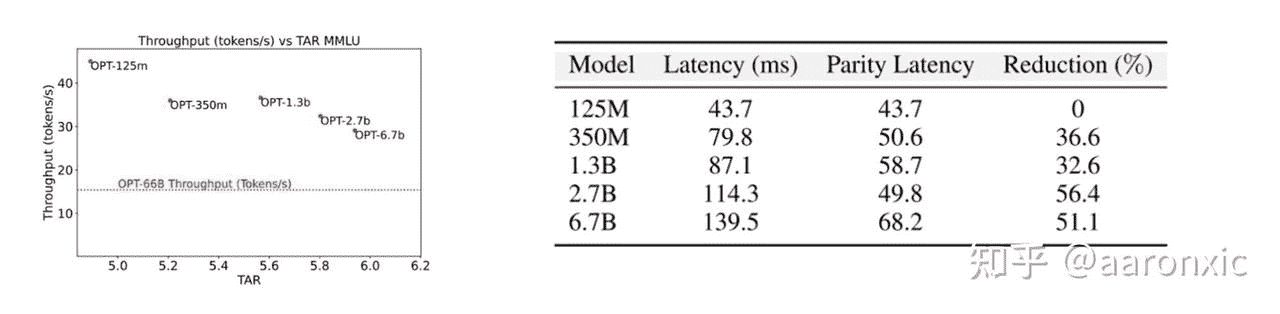 Throughput (tokens/s) vs TAR MMLU
Throughput (tokens/s)
40
30
20
10
OPT-125m
OPT-350m
OPT-1.3b
OPT-2.7b
OPT-6.7b
OPT-66B Throughput (Tokens/s)
5.0 5.2 5.4 5.6 5.8 6.0 6.2
TAR
Model Latency (ms) Parity Latency Reduction (%)
125M 43.7 43.7 0
350M 79.8 50.6 36.6
1.3B 87.1 58.7 32.6
2.7B 114.3 49.8 56.4
6.7B 139.5 68.2 51.1
知乎 @aaronxic